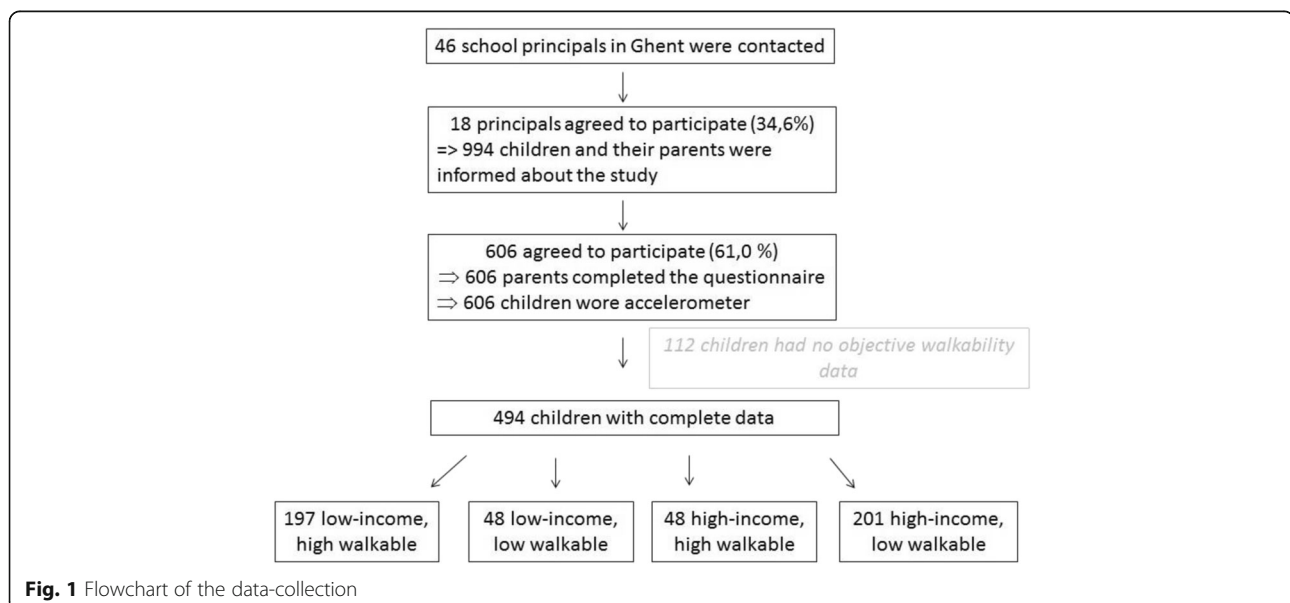 46 school principals in Ghent were contacted
18 principals agreed to participate (34,6%)
=> 994 children and their parents were
informed about the study
606 agreed to participate (61,0 %)
⇒ 606 parents completed the questionnaire
⇒ 606 children wore accelerometer
112 children had no objective walkability
data
494 children with complete data
197 low-income,
high walkable
48 low-income,
low walkable
48 high-income,
high walkable
201 high-income,
low walkable
Fig. 1 Flowchart of the data-collection